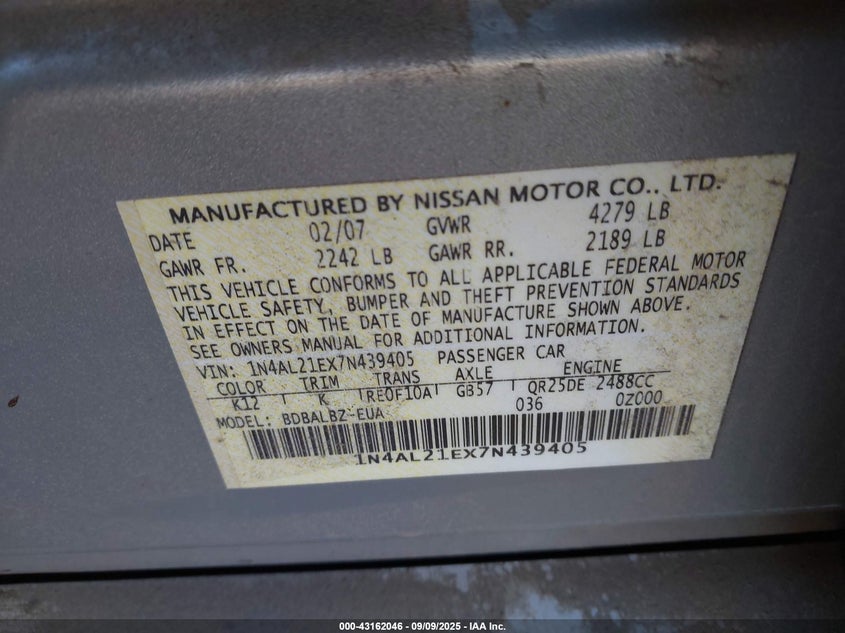 MANUFACTURED BY NISSAN MOTOR CO., LTD.
DATE 02/07 GVWR 4279 LB
GAWR FR. 2242 LB GAWR RR. 2189 LB
THIS VEHICLE CONFORMS TO ALL APPLICABLE FEDERAL MOTOR
VEHICLE SAFETY, BUMPER AND THEFT PREVENTION STANDARDS
IN EFFECT ON THE DATE OF MANUFACTURE SHOWN ABOVE.
SEE OWNERS MANUAL FOR ADDITIONAL INFORMATION.
VIN: 1N4AL21EX7N439405 PASSENGER CAR
COLOR TRIM TRANS AXLE ENGINE
K12 K RE0F10A GB57 QR25DE 2488CC
MODEL: BDBALBZ-EUA 036 0Z000
1N4AL21EX7N439405
000-43162046 - 09/09/2025 - IAA Inc.